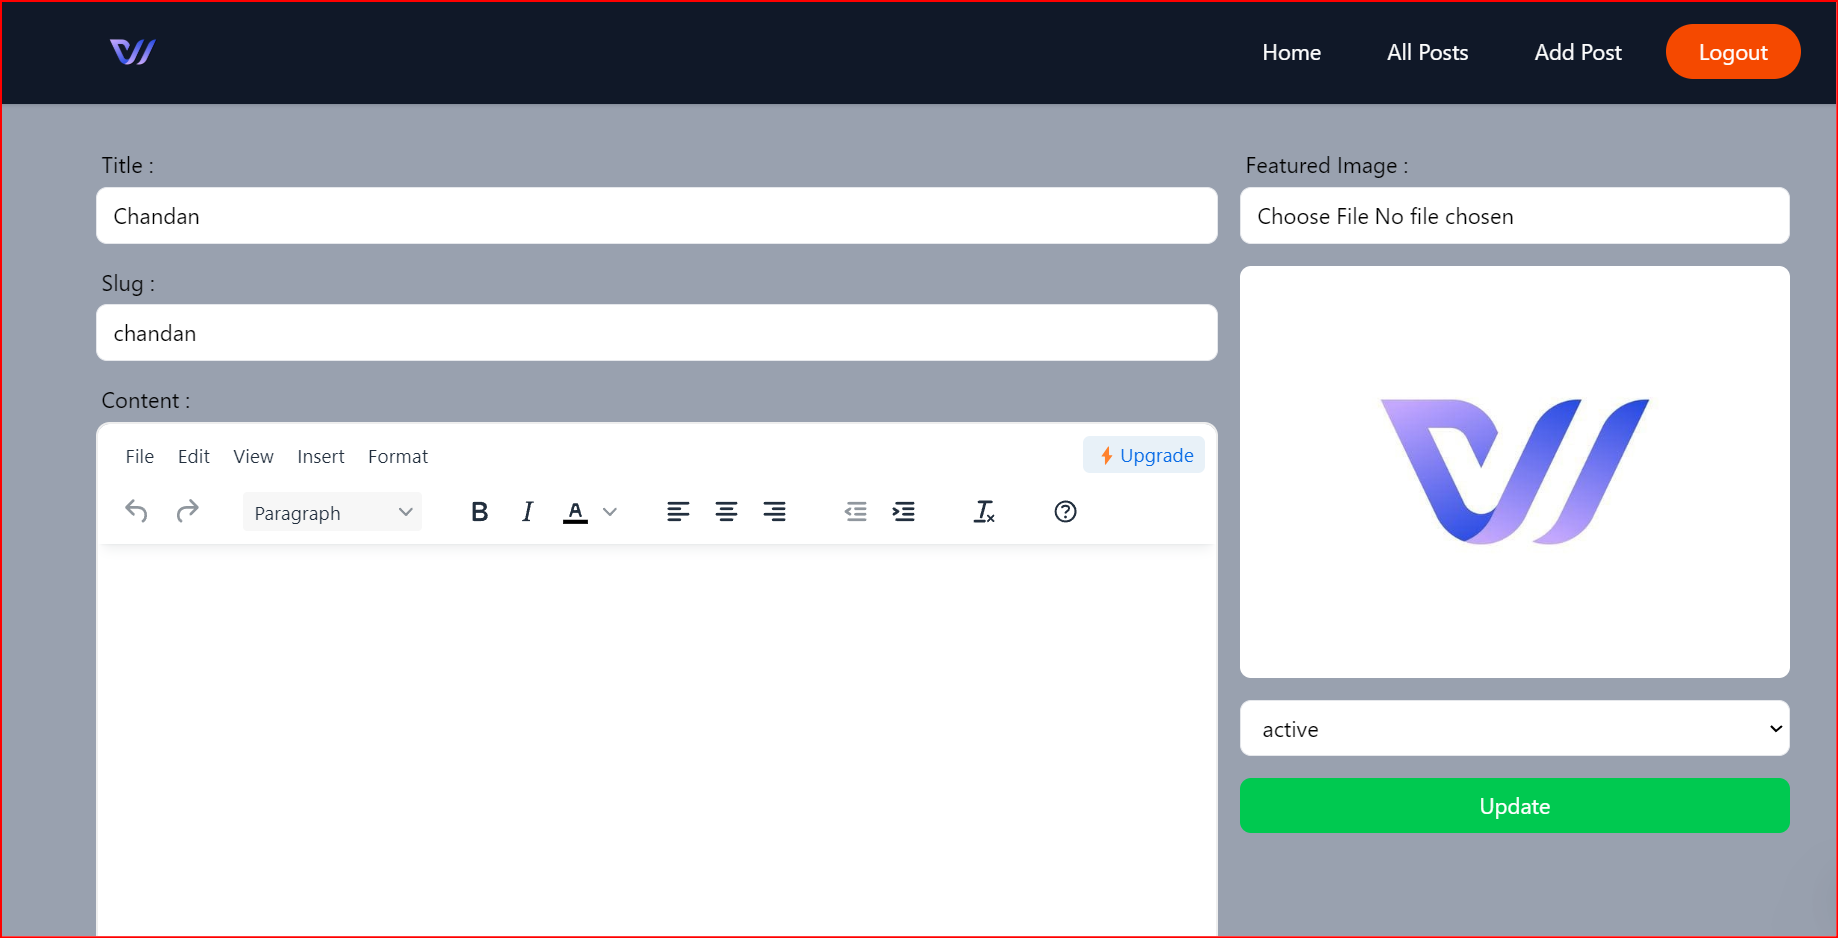 Home All Posts Add Post Logout
Title :
Chandan
Slug :
chandan
Content :
File Edit View Insert Format Upgrade
Paragraph B I A
Featured Image :
Choose File No file chosen
active
Update